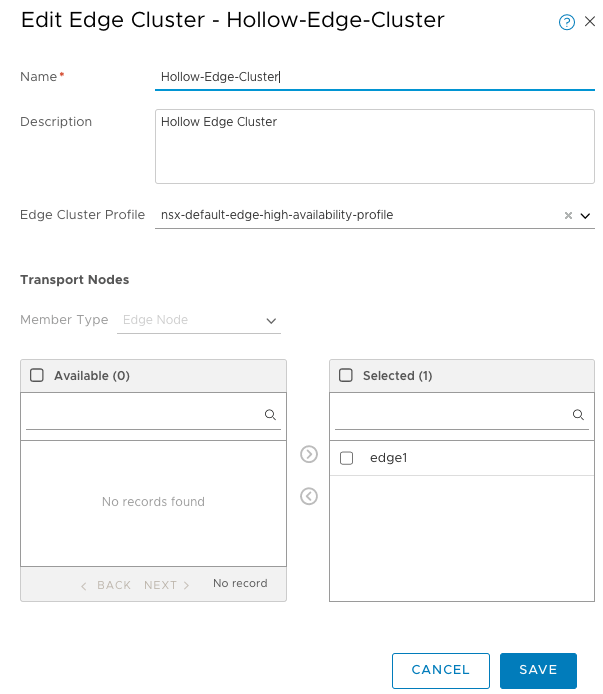 Edit Edge Cluster - Hollow-Edge-Cluster
Name*
Hollow-Edge-Cluster
Description
Hollow Edge Cluster
Edge Cluster Profile
nsx-default-edge-high-availability-profile
Transport Nodes
Member Type
Edge Node
Available (0)
No records found
BACK
NEXT
No record
Selected (1)
edge1
CANCEL
SAVE